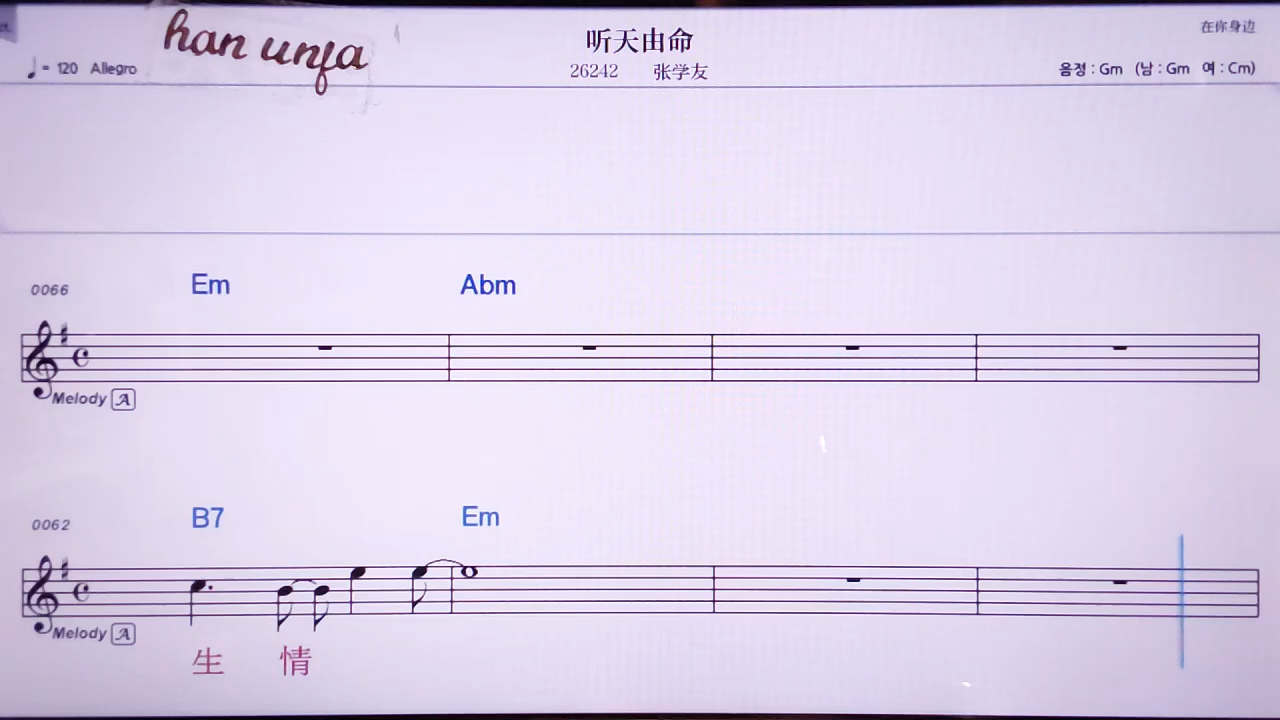 han unfa
听天由命
在你身边
♩= 120 Allegro
26242 张学友
음정 : Gm (남 : Gm 여 : Cm)
0066
Em Abm
Melody A
0062
B7 Em
Melody A
生 情